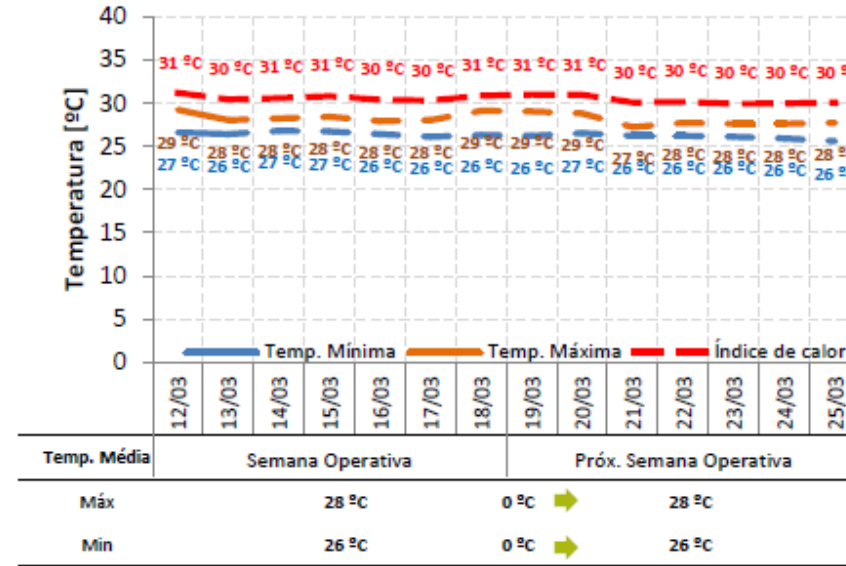 Temperatura [ºC]
40
35
30
25
20
15
10
5
0
31 ºC 30 ºC 31 ºC 31 ºC 30 ºC 30 ºC 31 ºC 31 ºC 31 ºC 30 ºC 30 ºC 30 ºC 30 ºC 30 º
29 ºC 28 ºC 28 ºC 28 ºC 28 ºC 28 ºC 29 ºC 29 ºC 29 ºC 27 ºC 28 ºC 28 ºC 28 ºC 28 º
27 ºC 26 ºC 27 ºC 27 ºC 26 ºC 26 ºC 26 ºC 26 ºC 27 ºC 26 ºC 26 ºC 26 ºC 26 ºC 26 º
Temp. Mínima Temp. Máxima Índice de calor
12/03 13/03 14/03 15/03 16/03 17/03 18/03 19/03 20/03 21/03 22/03 23/03 24/03 25/03
Temp. Média Semana Operativa Próx. Semana Operativa
Máx 28 ºC 0 ºC 28 ºC
Min 26 ºC 0 ºC 26 ºC